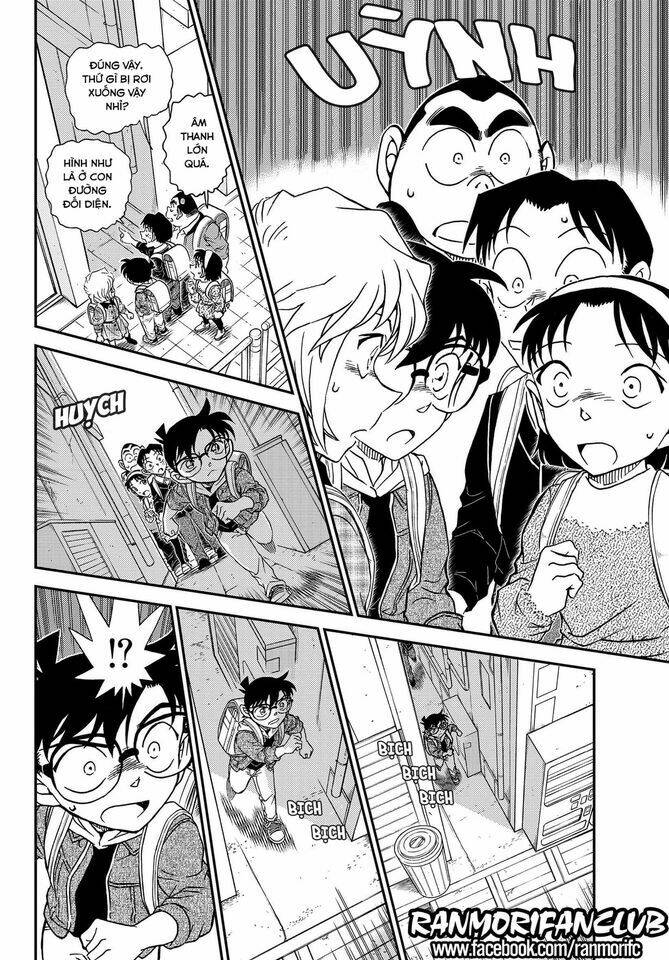 UỲNH
ÂM
THANH
LỚN
QUÁ.
ĐÚNG VẬY.
THỨ GÌ BỊ RƠI
XUỐNG VẬY
NHỈ?
HÌNH NHƯ
LÀ Ở CON
ĐƯỜNG
ĐỐI DIỆN.
HUỊCH
BỊCH
BỊCH
BỊCH
BỊCH
BỊCH
!?
RANMORIFANCLUB
www.facebook.com/ranmorifc